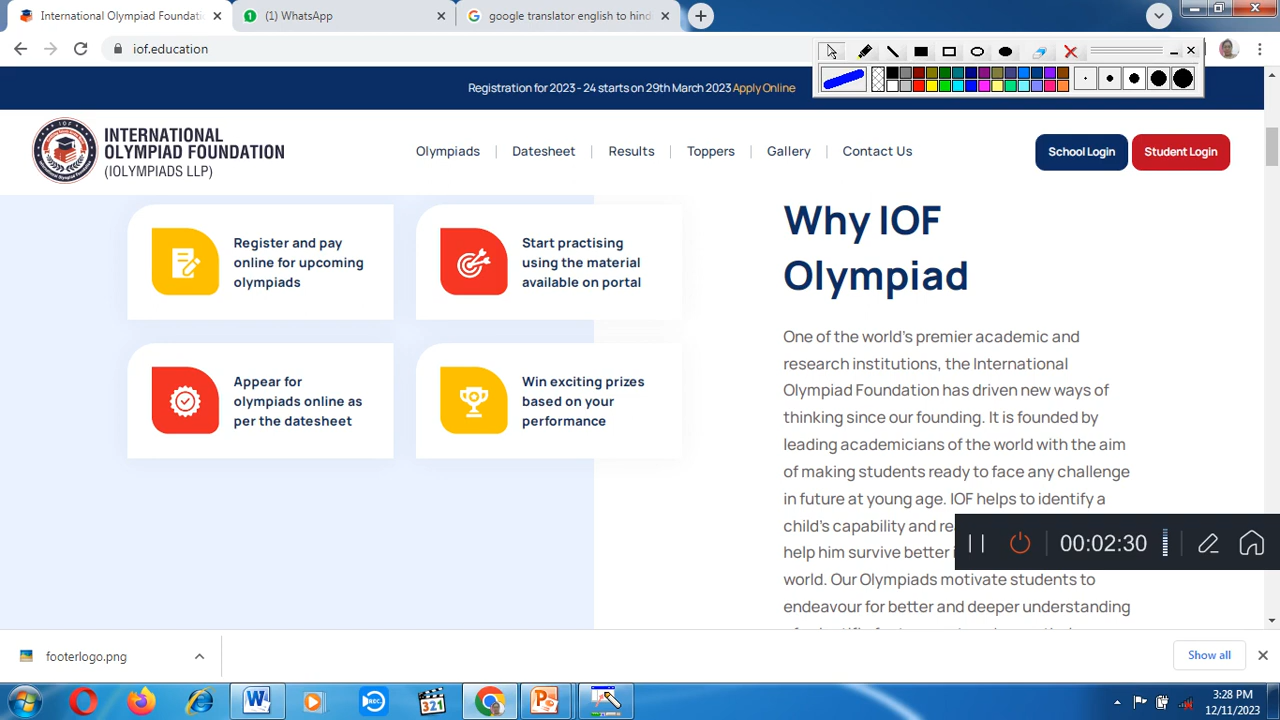 International Olympiad Foundatio
(1) WhatsApp
google translater english to hind
iof.education
Registration for 2023 - 24 starts on 29th March 2023 Apply Online
INTERNATIONAL
OLYMPIAD FOUNDATION
(IOLYMPIADS LLP)
Olympiads
Datesheet
Results
Toppers
Gallery
Contact Us
School Login
Student Login
Register and pay
online for upcoming
olympiads
Start practising
using the material
available on portal
Appear for
olympiads online as
per the datesheet
Win exciting prizes
based on your
performance
Why IOF
Olympiad
One of the world's premier academic and
research institutions, the International
Olympiad Foundation has driven new ways of
thinking since our founding. It is founded by
leading academicians of the world with the aim
of making students ready to face any challenge
in future at young age. IOF helps to identify a
child's capability and
help him survive better
world. Our Olympiads motivate students to
endeavour for better and deeper understanding
00:02:30
footerlogo.png
Show all
REC
321
3:28 PM
12/11/2023